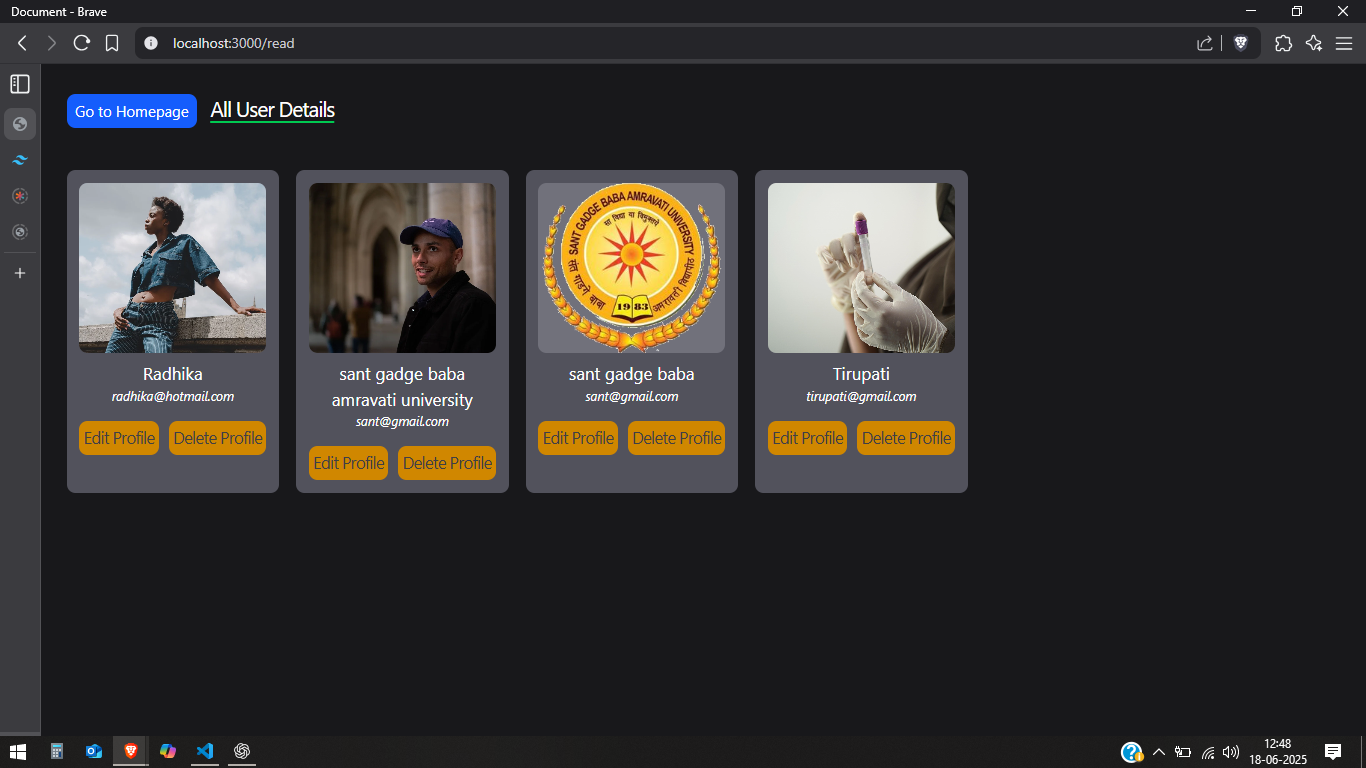 Document - Brave
localhost:3000/read
Go to Homepage
All User Details
SANT GADGE BABA AMRAVATI UNIVERSITY
सा विद्या या विमुक्तये
संत गाडगे बाबा अमरावती विद्यापीठ
1983
Radhika
radhika@hotmail.com
Edit Profile Delete Profile
sant gadge baba
amravati university
sant@gmail.com
Edit Profile Delete Profile
sant gadge baba
sant@gmail.com
Edit Profile Delete Profile
Tirupati
tirupati@gmail.com
Edit Profile Delete Profile
12:48
18-06-2025